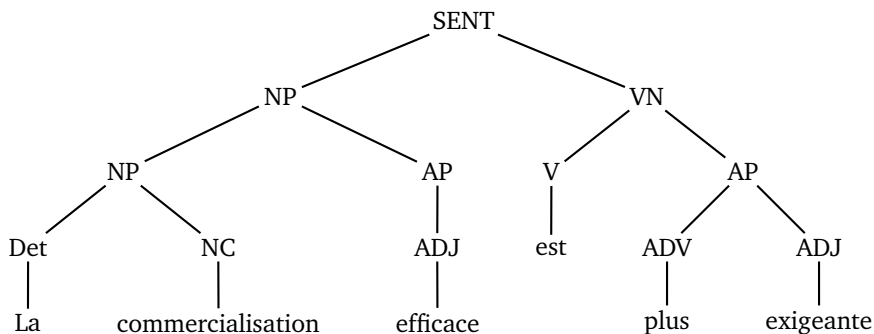 SENT
NP VN
NP AP V AP
Det NC ADJ est ADV ADJ
La commercialisation efficace plus exigeante